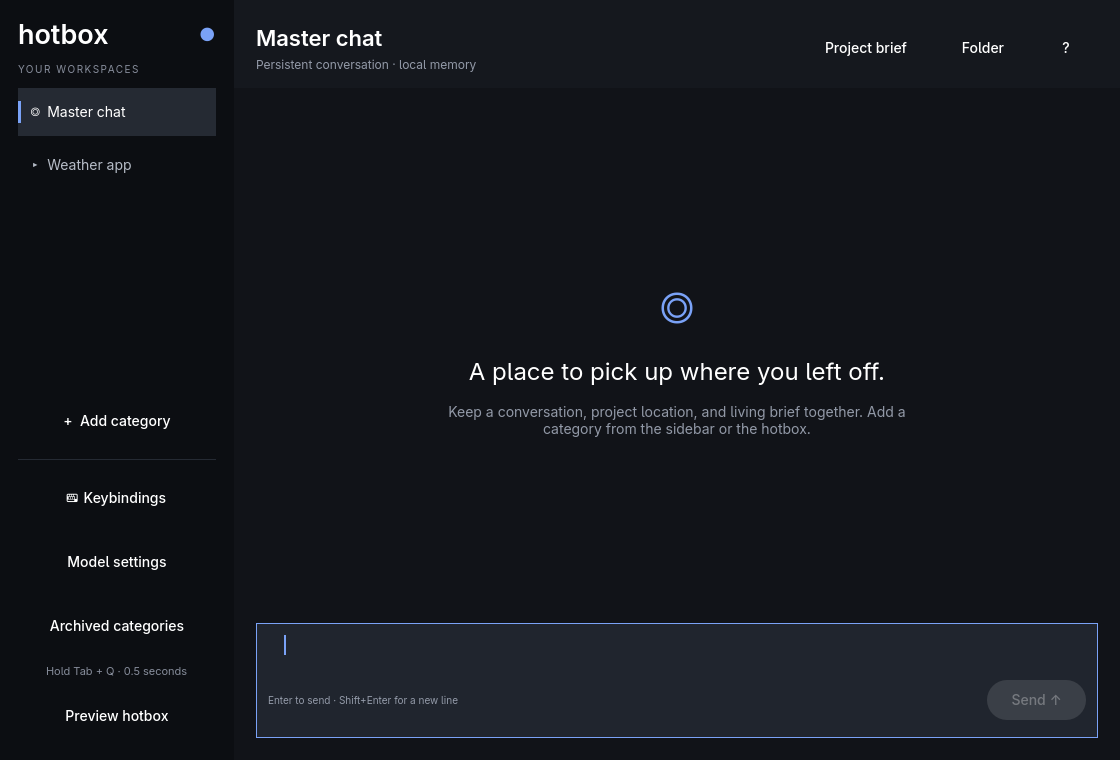 hotbox
YOUR WORKSPACES
Master chat
Weather app
+ Add category
Keybindings
Model settings
Archived categories
Hold Tab + Q · 0.5 seconds
Preview hotbox
Master chat
Persistent conversation · local memory
Project brief
Folder
?
A place to pick up where you left off.
Keep a conversation, project location, and living brief together. Add a
category from the sidebar or the hotbox.
Enter to send · Shift+Enter for a new line
Send ↑